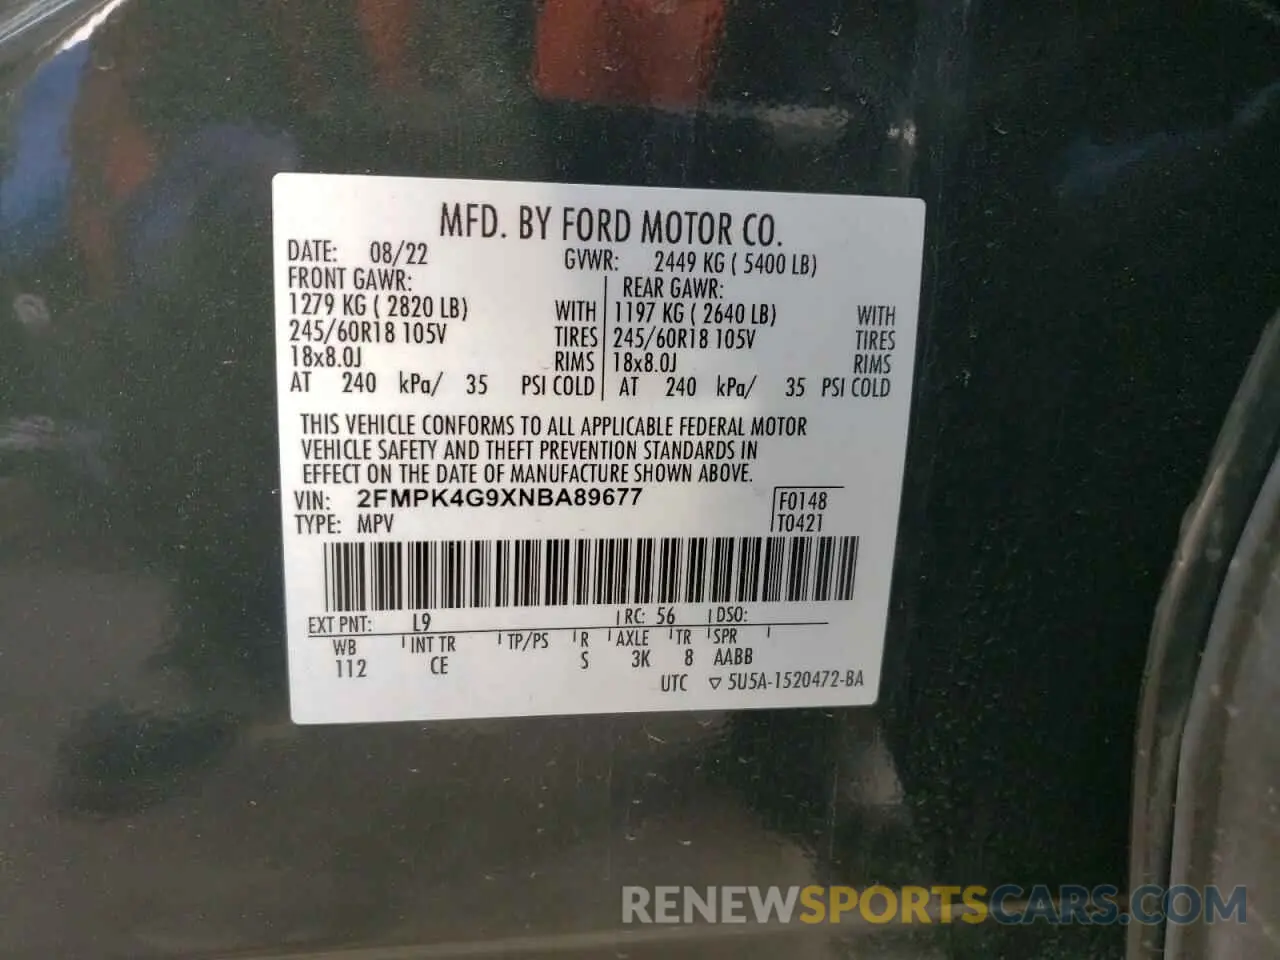 MFD. BY FORD MOTOR CO.
DATE: 08/22 GVWR: 2449 KG ( 5400 LB)
FRONT GAWR: REAR GAWR:
1279 KG ( 2820 LB) WITH 1197 KG ( 2640 LB) WITH
245/60R18 105V TIRES 245/60R18 105V TIRES
18x8.0J RIMS 18x8.0J RIMS
AT 240 kPa/ 35 PSI COLD AT 240 kPa/ 35 PSI COLD
THIS VEHICLE CONFORMS TO ALL APPLICABLE FEDERAL MOTOR
VEHICLE SAFETY AND THEFT PREVENTION STANDARDS IN
EFFECT ON THE DATE OF MANUFACTURE SHOWN ABOVE.
VIN: 2FMPK4G9XNBA89677 F0148
TYPE: MPV T0421
EXT PNT: L9 RC: 56 DSO:
WB INT TR TP/PS R AXLE TR SPR
112 CE S 3K 8 AABB
UTC ▽ 5U5A-1520472-BA
RENEWSPORTSCARS.COM